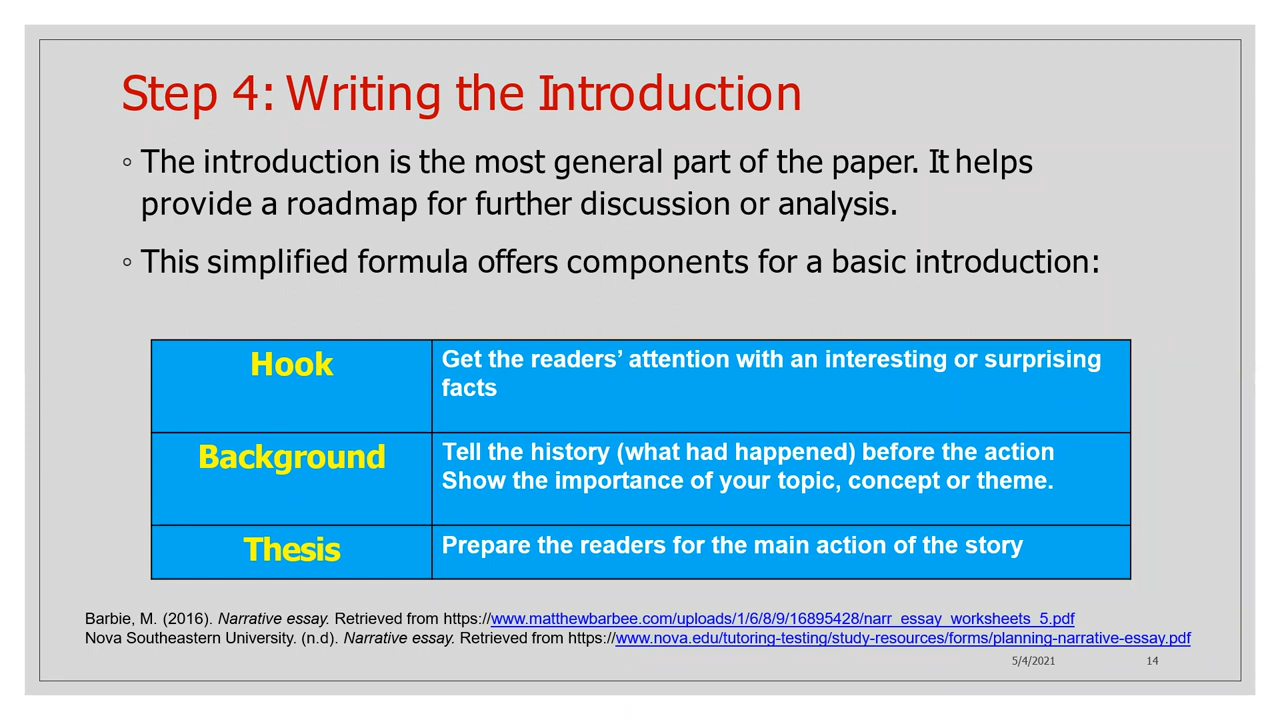 Step 4: Writing the Introduction
◦ The introduction is the most general part of the paper. It helps
provide a roadmap for further discussion or analysis.
◦ This simplified formula offers components for a basic introduction:
Hook
Get the readers’ attention with an interesting or surprising
facts
Background
Tell the history (what had happened) before the action
Show the importance of your topic, concept or theme.
Thesis
Prepare the readers for the main action of the story
Barbie, M. (2016). Narrative essay. Retrieved from https://www.matthewbarbee.com/uploads/1/6/8/9/16895428/narr_essay_worksheets_5.pdf
Nova Southeastern University. (n.d). Narrative essay. Retrieved from https://www.nova.edu/tutoring-testing/study-resources/forms/planning-narrative-essay.pdf
5/4/2021
14